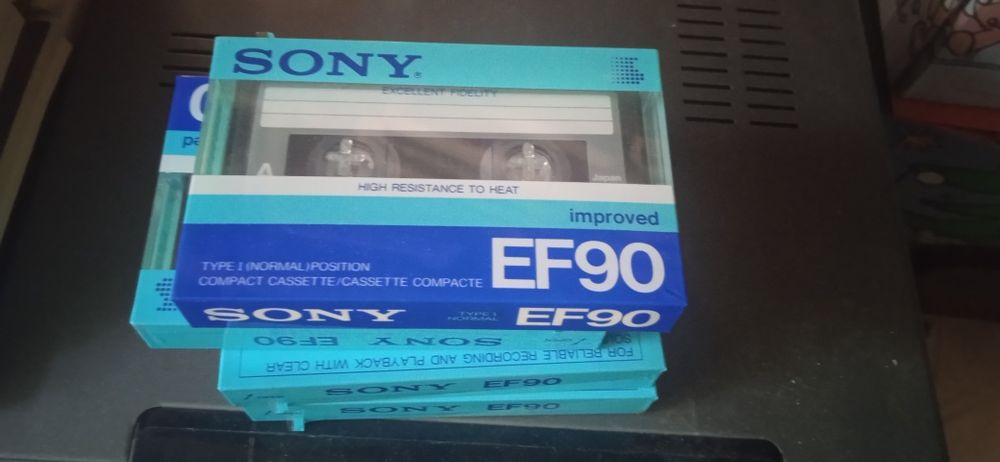 SONY®
EXCELLENT FIDELITY
A
Japan
HIGH RESISTANCE TO HEAT
improved
EF90
TYPE I (NORMAL) POSITION
COMPACT CASSETTE/CASSETTE COMPACTE
SONY TYPE I NORMAL EF90
SONY EF90
FOR RELIABLE RECORDING AND PLAYBACK WITH CLEAR
SONY EF90
SONY EF90